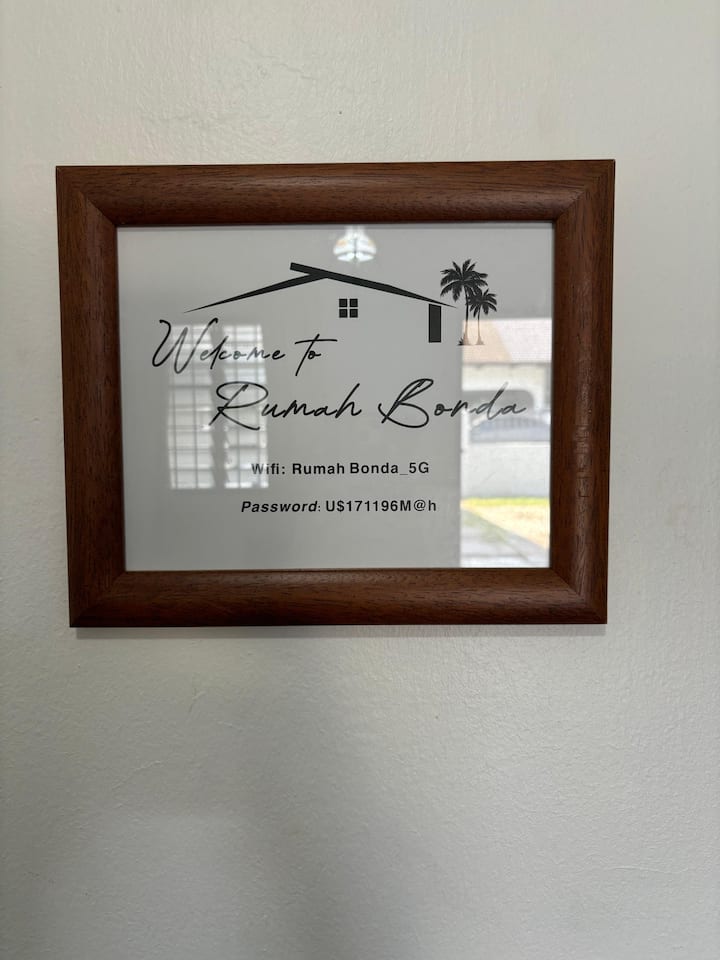 Welcome to
Rumah Bonda
Wifi: Rumah Bonda_5G
Password: U$171196M@h